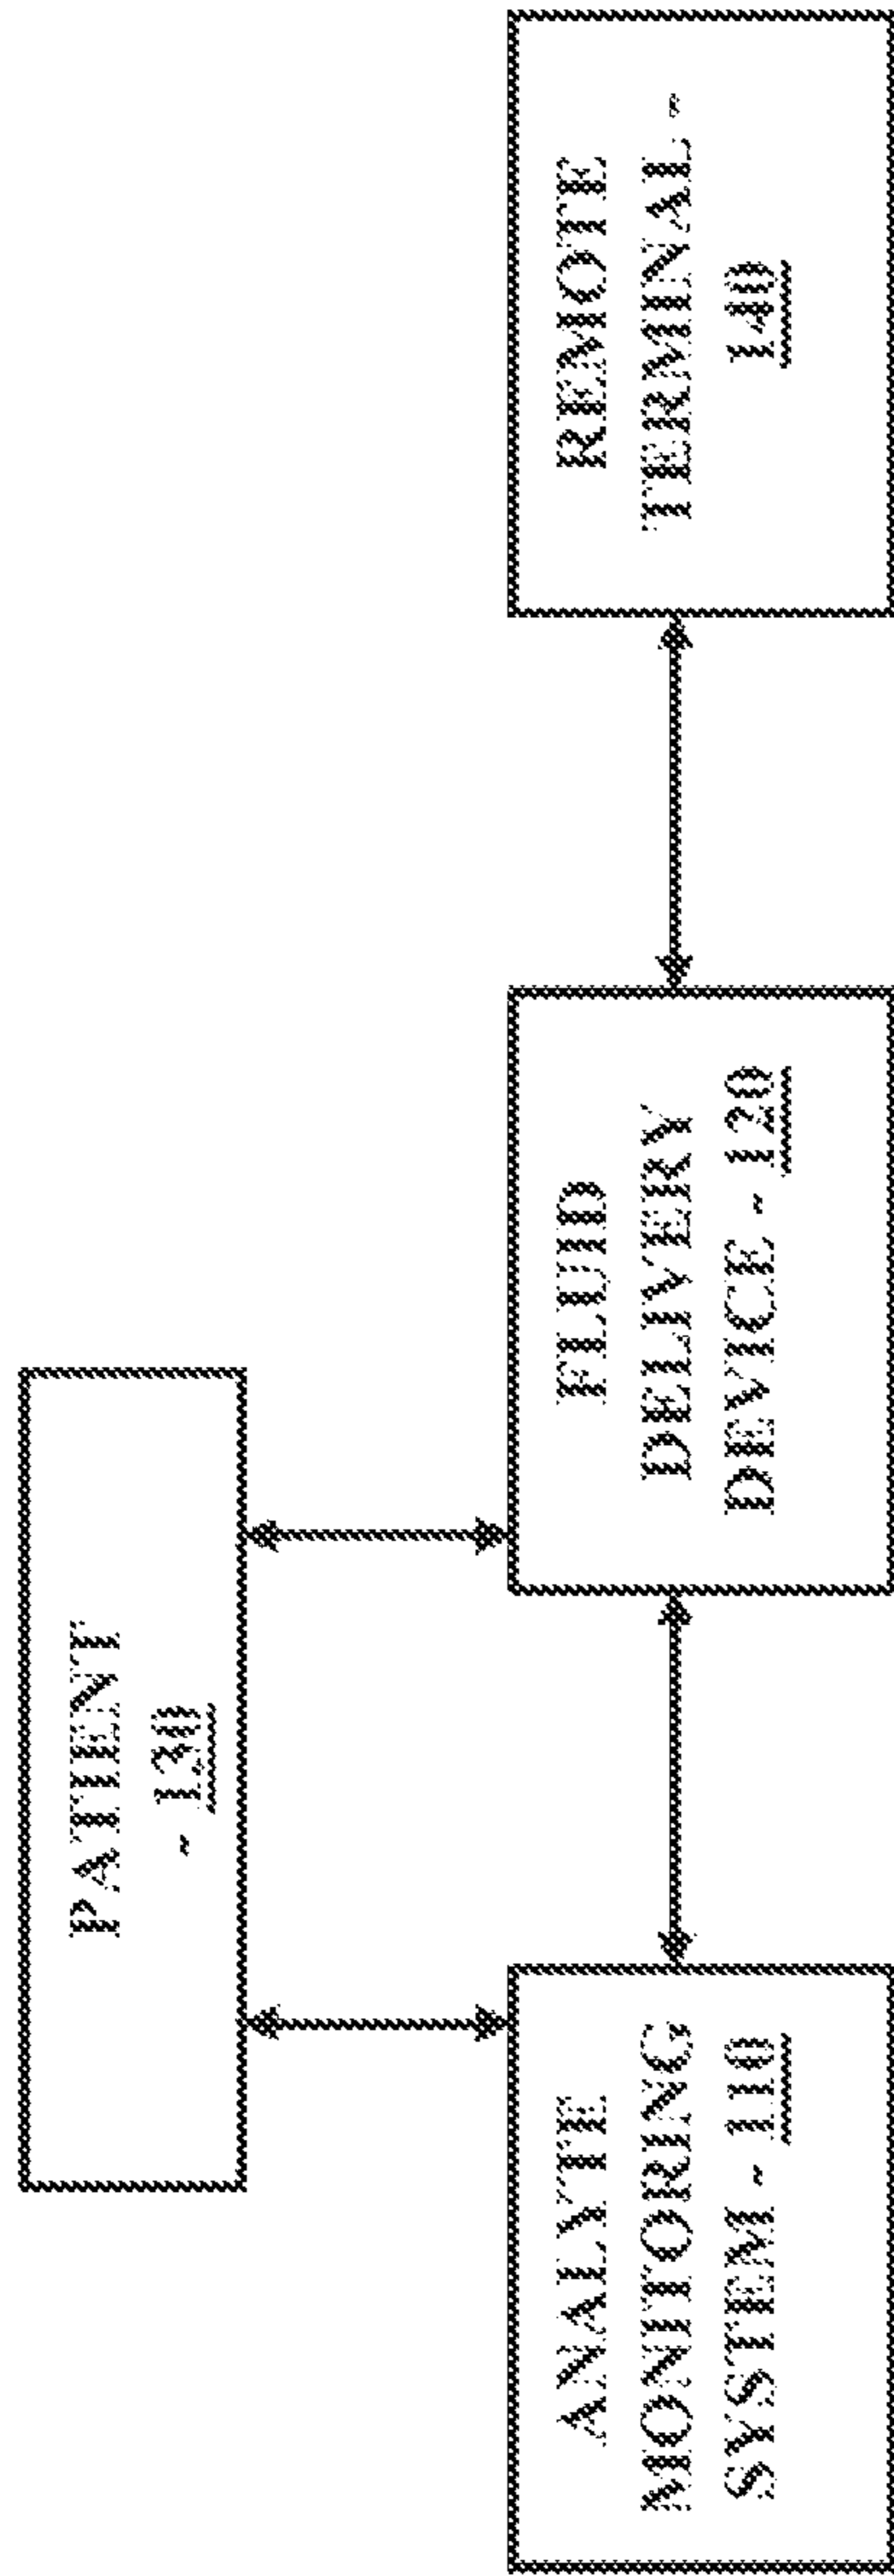 PATIENT
- 130
ANALYTE
MONITORING
SYSTEM - 110
FLUID
DELIVERY
DEVICE - 120
REMOTE
TERMINAL -
140